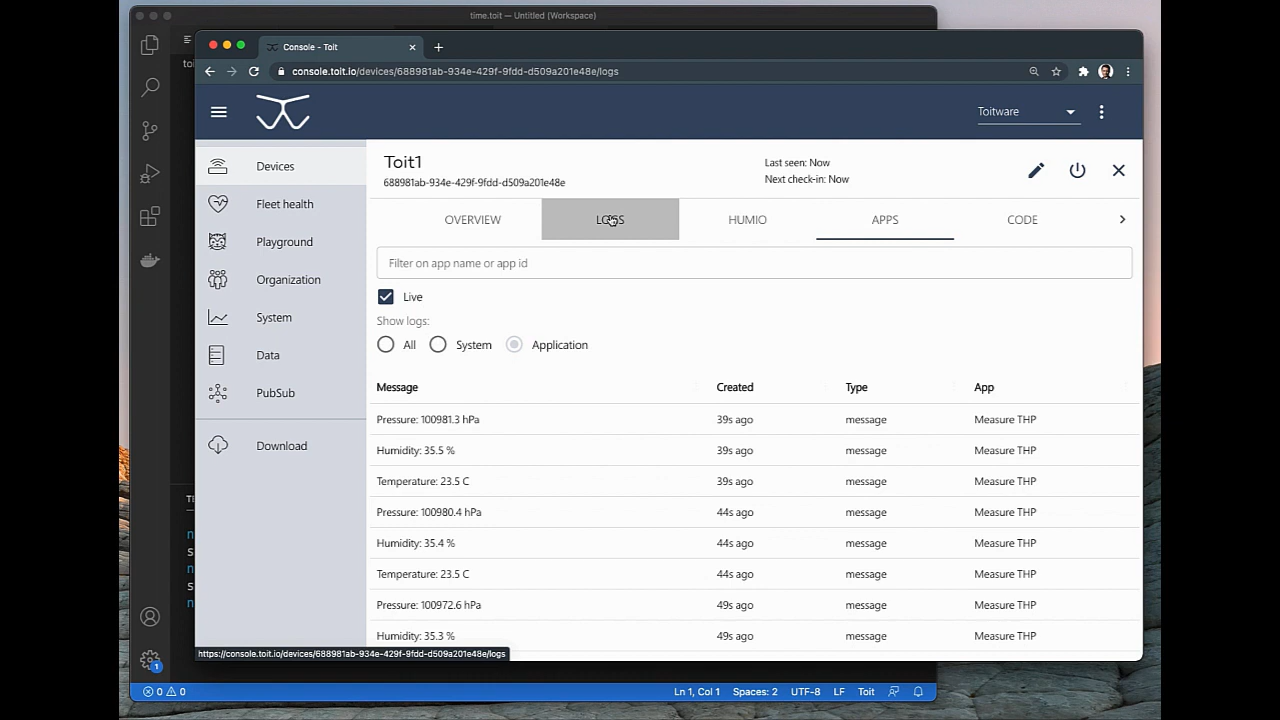 time.toit — Untitled (Workspace)
Console - Toit
console.toit.io/devices/688981ab-934e-429f-9fdd-d509a201e48e/logs
Toitware
Devices
Fleet health
Playground
Organization
System
Data
PubSub
Download
Toit1
688981ab-934e-429f-9fdd-d509a201e48e
Last seen: Now
Next check-in: Now
OVERVIEW
LOGS
HUMIO
APPS
CODE
Filter on app name or app id
Live
Show logs:
All
System
Application
Message Created Type App
Pressure: 100981.3 hPa 39s ago message Measure THP
Humidity: 35.5 % 39s ago message Measure THP
Temperature: 23.5 C 39s ago message Measure THP
Pressure: 100980.4 hPa 44s ago message Measure THP
Humidity: 35.4 % 44s ago message Measure THP
Temperature: 23.5 C 44s ago message Measure THP
Pressure: 100972.6 hPa 49s ago message Measure THP
Humidity: 35.3 % 49s ago message Measure THP
https://console.toit.io/devices/688981ab-934e-429f-9fdd-d509a201e48e/logs
1
0 0
Ln 1, Col 1 Spaces: 2 UTF-8 LF Toit